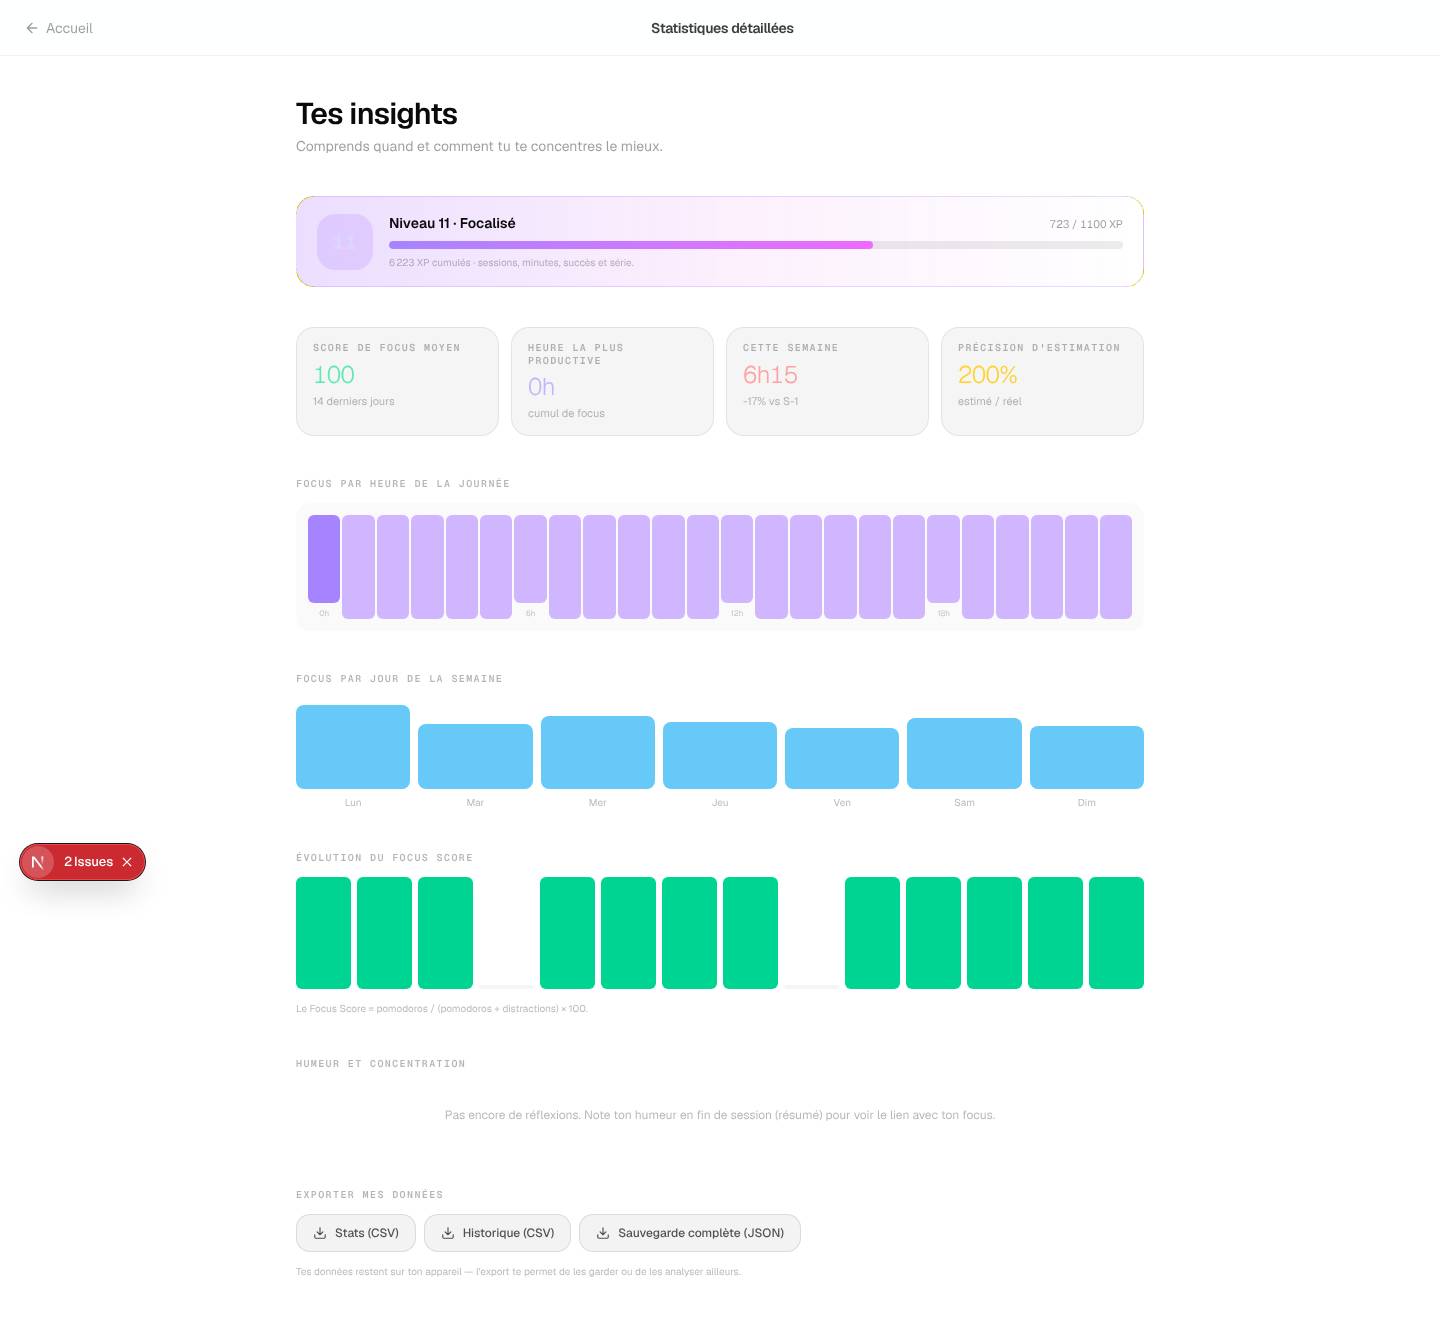 Accueil
Statistiques détaillées
Tes insights
Comprends quand et comment tu te concentres le mieux.
11
Niveau 11 · Focalisé
723 / 1100 XP
6 223 XP cumulés · sessions, minutes, succès et série.
SCORE DE FOCUS MOYEN
100
14 derniers jours
HEURE LA PLUS
PRODUCTIVE
0h
cumul de focus
CETTE SEMAINE
6h15
-17% vs S-1
PRÉCISION D'ESTIMATION
200%
estimé / réel
FOCUS PAR HEURE DE LA JOURNÉE
0h
6h
12h
18h
FOCUS PAR JOUR DE LA SEMAINE
Lun
Mar
Mer
Jeu
Ven
Sam
Dim
N
2 Issues
ÉVOLUTION DU FOCUS SCORE
Le Focus Score = pomodoros / (pomodoros + distractions) × 100.
HUMEUR ET CONCENTRATION
Pas encore de réflexions. Note ton humeur en fin de session (résumé) pour voir le lien avec ton focus.
EXPORTER MES DONNÉES
Stats (CSV)
Historique (CSV)
Sauvegarde complète (JSON)
Tes données restent sur ton appareil — l'export te permet de les garder ou de les analyser ailleurs.